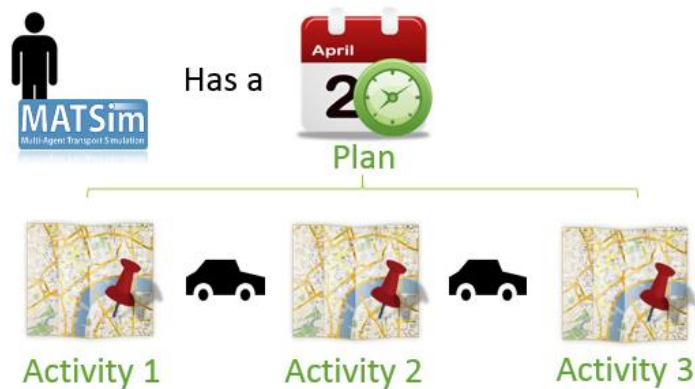 April
Has a
2
MATSim
Multi-Agent Transport Simulation
Plan
Activity 1
Activity 2
Activity 3